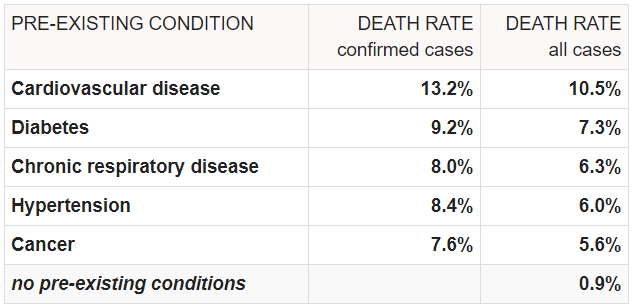 PRE-EXISTING CONDITION DEATH RATE DEATH RATE
confirmed cases all cases
Cardiovascular disease 13.2% 10.5%
Diabetes 9.2% 7.3%
Chronic respiratory disease 8.0% 6.3%
Hypertension 8.4% 6.0%
Cancer 7.6% 5.6%
no pre-existing conditions 0.9%